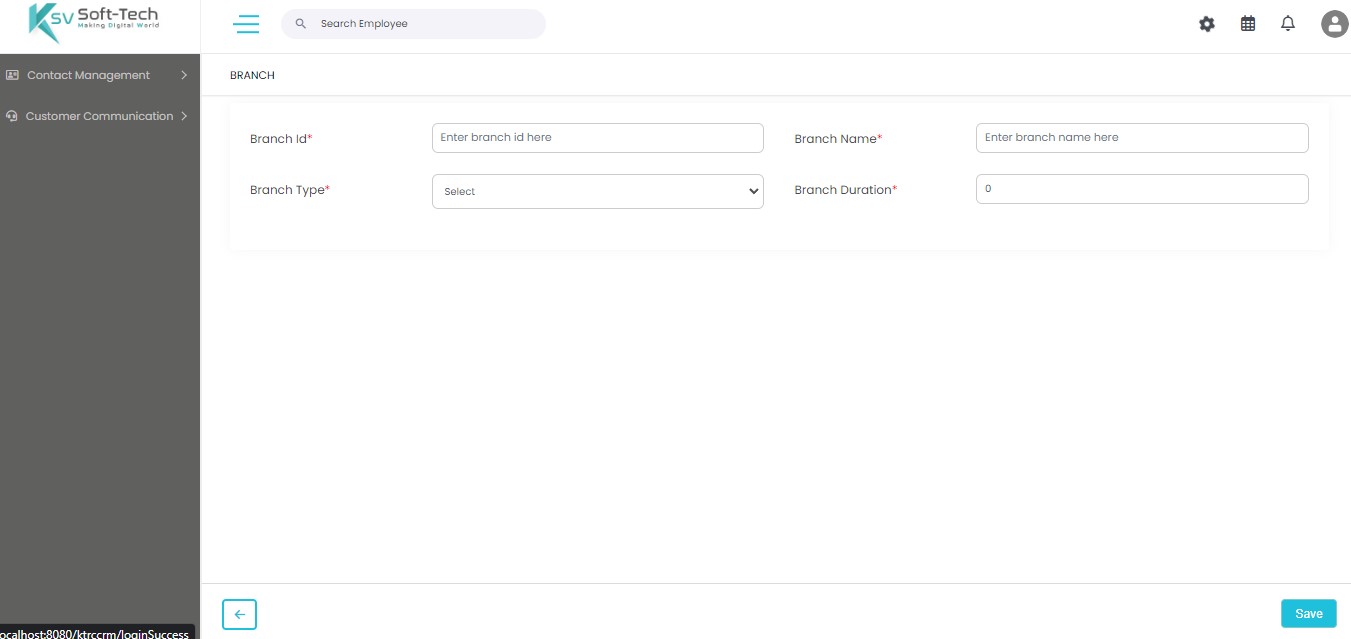 Ksv Soft-Tech
Making Digital World
Search Employee
Contact Management
Customer Communication
BRANCH
Branch Id*
Enter branch id here
Branch Name*
Enter branch name here
Branch Type*
Select
Branch Duration*
0
Save
ocalhost:8080/ktrccrm/loginSuccess